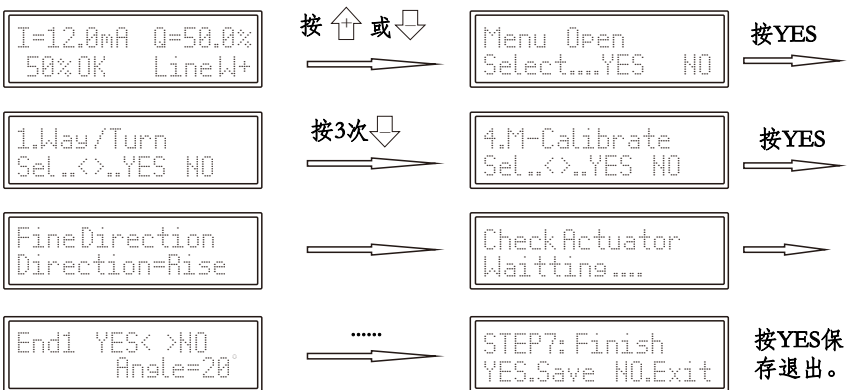 I=12.0mA Q=50.0%
50%OK LineW+
按 + 或 -
Menu Open
Select....YES NO
按YES
1.Way/Turn
Sel..<>..YES NO
按3次 -
4.M-Calibrate
Sel..<>..YES NO
按YES
FineDirection
Direction=Rise
CheckActuator
Waitting....
End1 YES< >NO
Angle=20°
......
STEP7: Finish
YES.Save NO.Exit
按YES保
存退出。